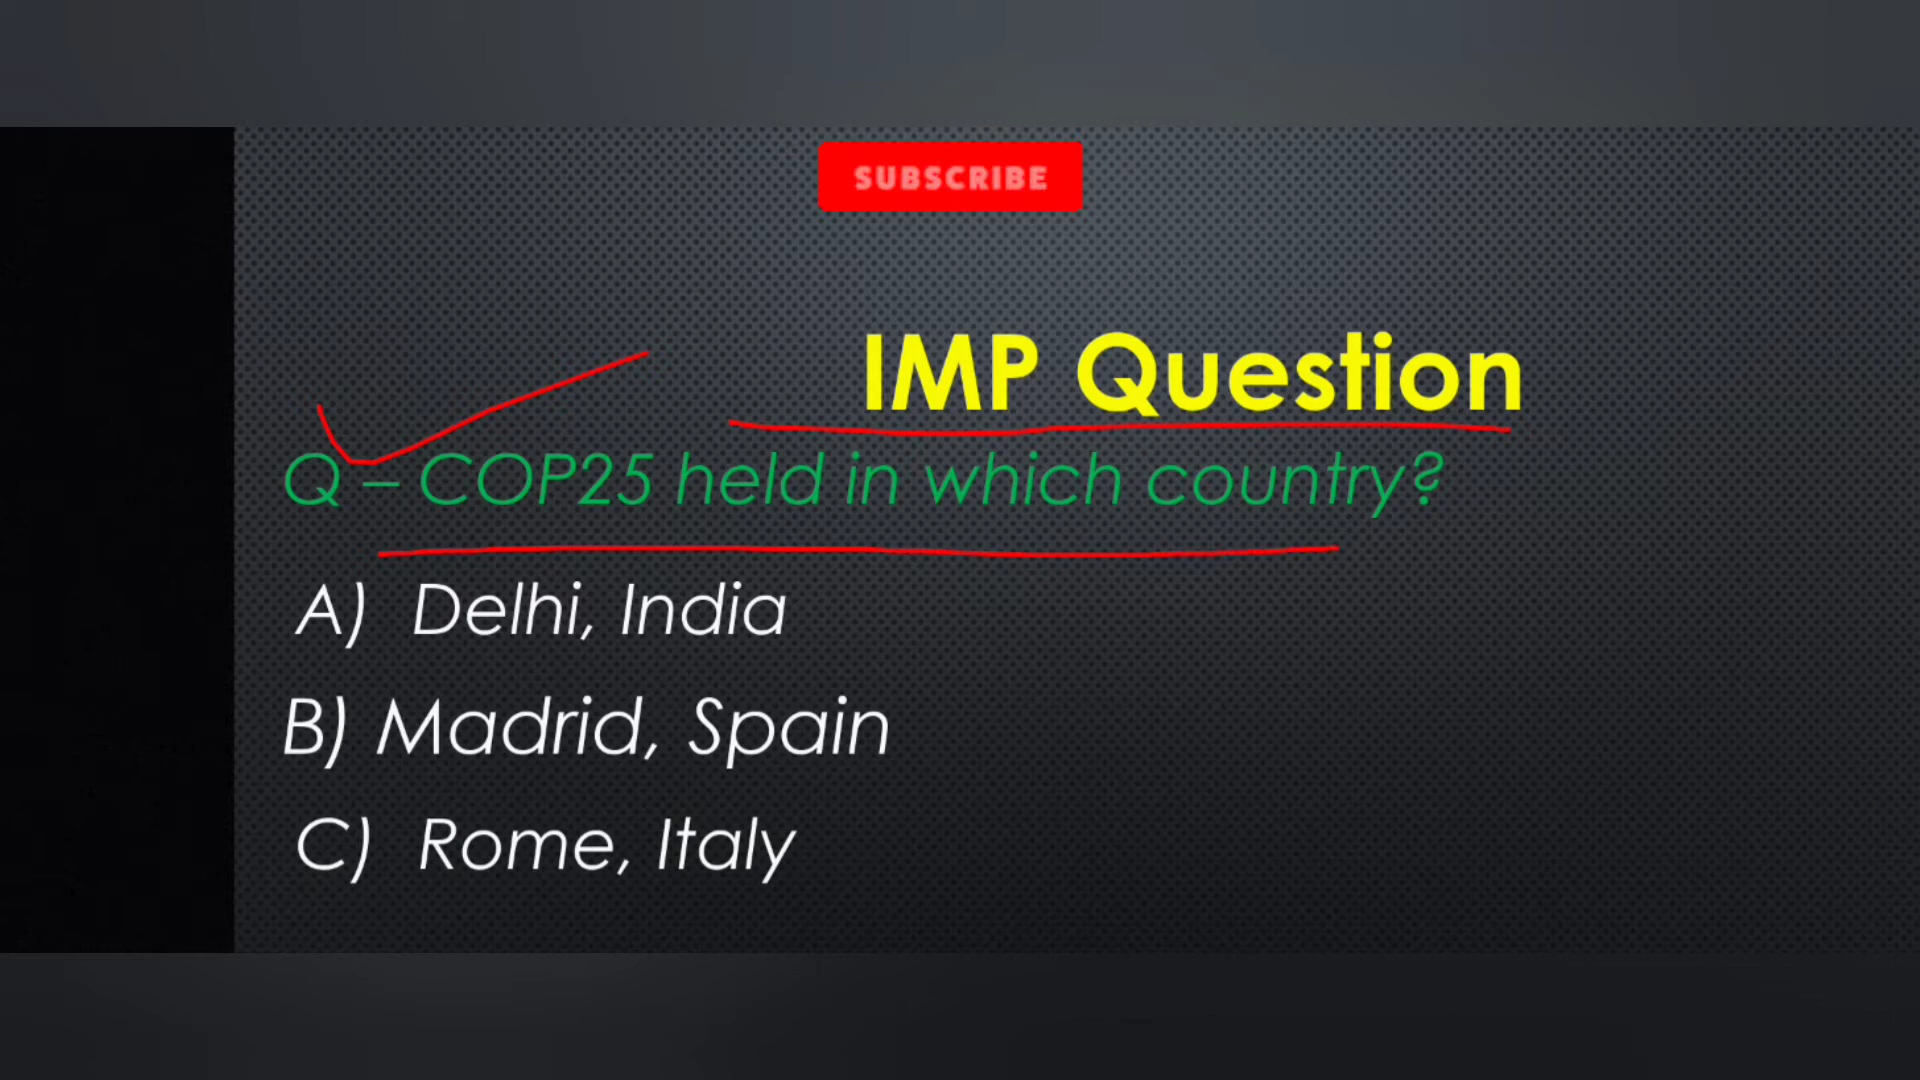 SUBSCRIBE
IMP Question
Q – COP25 held in which country?
A) Delhi, India
B) Madrid, Spain
C) Rome, Italy